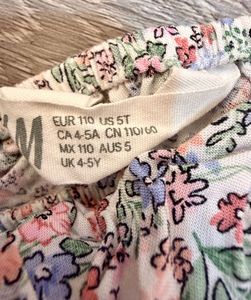 M
EUR 110 US 5T
CA 4-5A CN 110/60
MX 110 AUS 5
UK 4-5Y